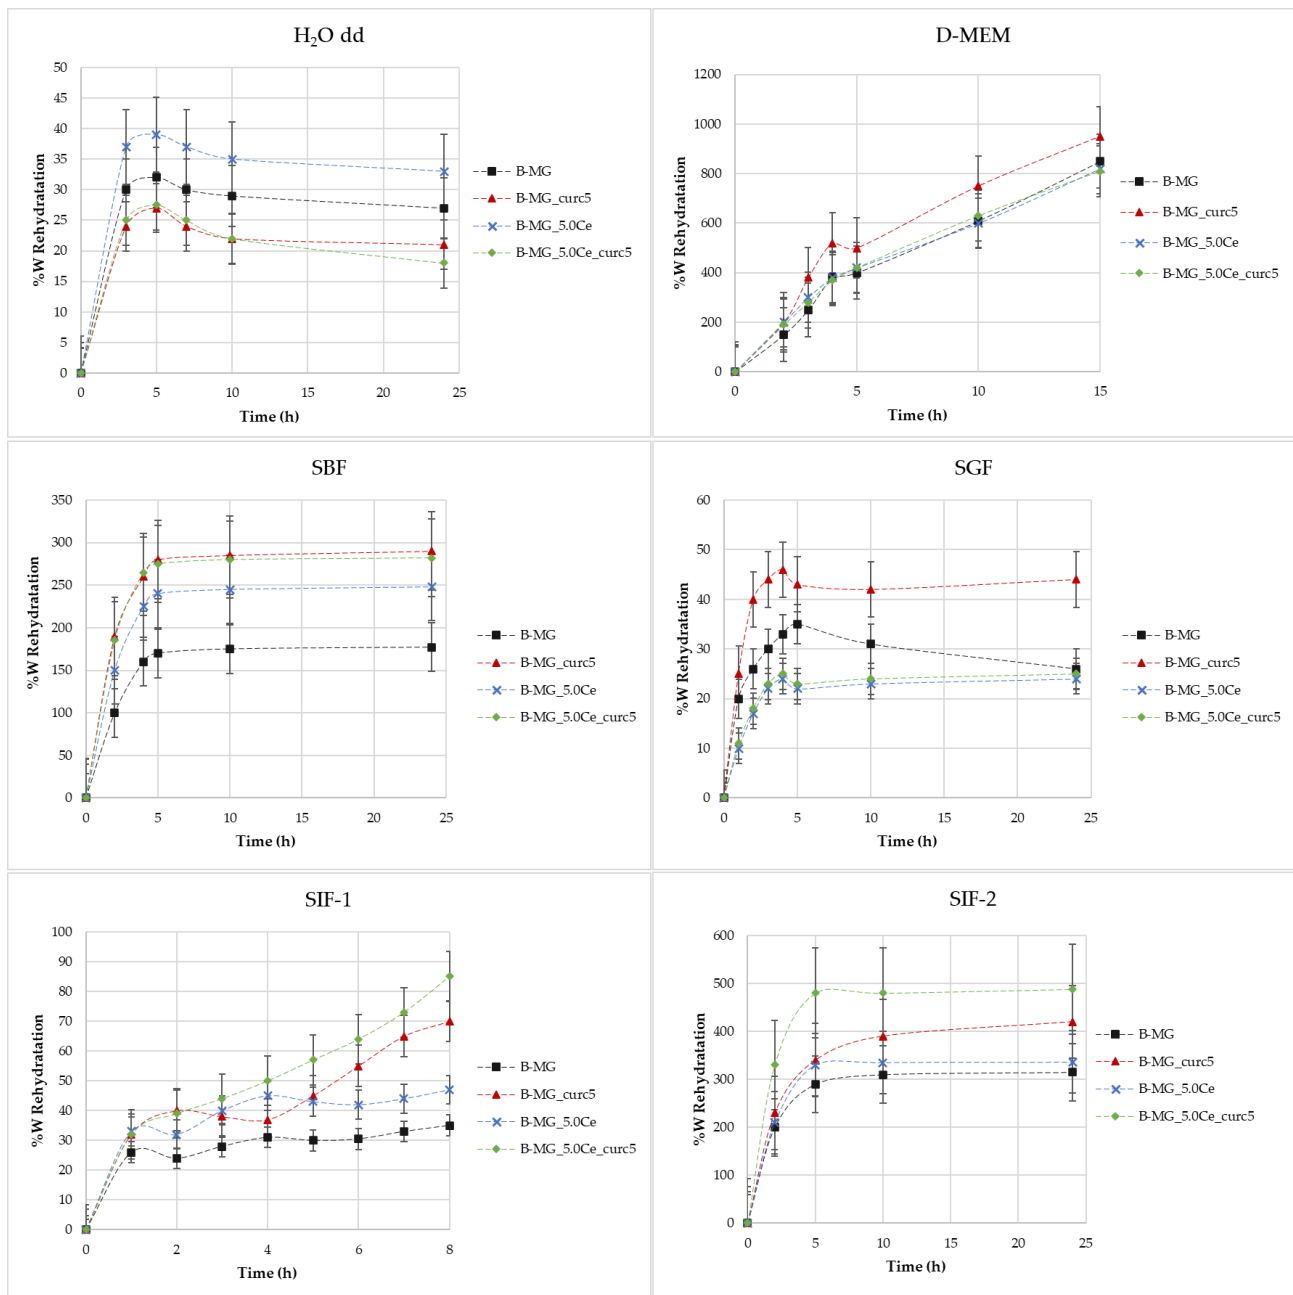 H₂O dd
50
45
40
35
30
25
20
15
10
5
0
%W Rehydratation
0 5 10 15 20 25
Time (h)
B-MG
B-MG_curc5
B-MG_5.0Ce
B-MG_5.0Ce_curc5
D-MEM
1200
1000
800
600
400
200
0
%W Rehydratation
0 5 10 15
Time (h)
B-MG
B-MG_curc5
B-MG_5.0Ce
B-MG_5.0Ce_curc5
SBF
350
300
250
200
150
100
50
0
%W Rehydratation
0 5 10 15 20 25
Time (h)
B-MG
B-MG_curc5
B-MG_5.0Ce
B-MG_5.0Ce_curc5
SGF
60
50
40
30
20
10
0
%W Rehydratation
0 5 10 15 20 25
Time (h)
B-MG
B-MG_curc5
B-MG_5.0Ce
B-MG_5.0Ce_curc5
SIF-1
100
90
80
70
60
50
40
30
20
10
0
%W Rehydratation
0 2 4 6 8
Time (h)
B-MG
B-MG_curc5
B-MG_5.0Ce
B-MG_5.0Ce_curc5
SIF-2
600
500
400
300
200
100
0
%W Rehydratation
0 5 10 15 20 25
Time (h)
B-MG
B-MG_curc5
B-MG_5.0Ce
B-MG_5.0Ce_curc5